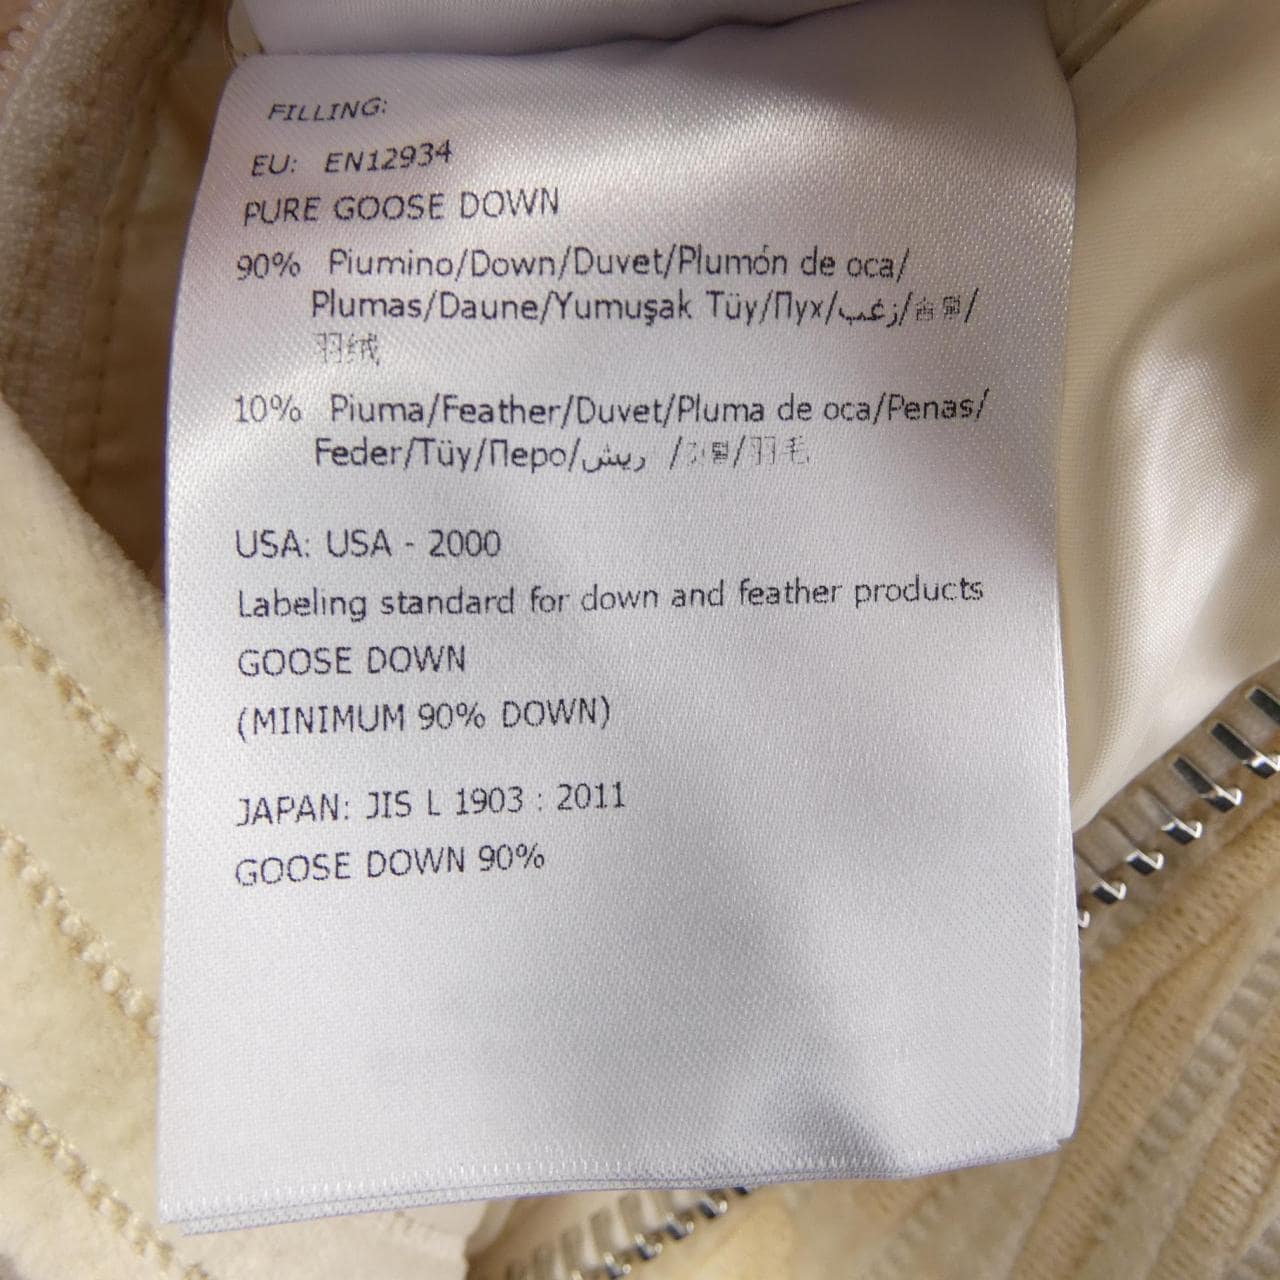 FILLING:
EU: EN12934
PURE GOOSE DOWN
90% Piumino/Down/Duvet/Plumón de oca/
Plumas/Daune/Yumuşak Tüy/Пух/زغب/
羽绒
10% Piuma/Feather/Duvet/Pluma de oca/Penas/
Feder/Tüy/Перо/ريش /羽毛
USA: USA - 2000
Labeling standard for down and feather products
GOOSE DOWN
(MINIMUM 90% DOWN)
JAPAN: JIS L 1903 : 2011
GOOSE DOWN 90%